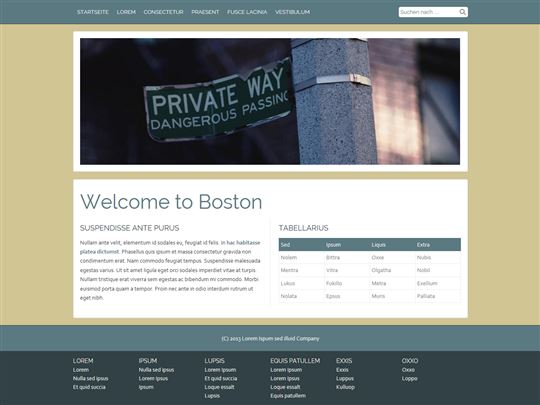 STARTSEITE LOREM CONSECTETUR PRAESENT FUSCE LACINIA VESTIBULUM Suchen nach ...
PRIVATE WAY
DANGEROUS PASSING
Welcome to Boston
SUSPENDISSE ANTE PURUS
Nullam ante velit, elementum id sodales eu, feugiat id felis. In hac habitasse
platea dictumst. Phasellus quis ipsum et massa consectetur gravida non
condimentum erat. Nam commodo feugiat tempus. Suspendisse malesuada
egestas varius. Ut sit amet ligula eget orci sodales imperdiet vitae at turpis.
Nullam tristique erat viverra sem egestas ac bibendum mi commodo. Morbi
euismod porta quam a tempor. Proin nec ante in odio interdum rutrum ut
eget nibh.
TABELLARIUS
Sed Ipsum Liquis Extra
Nolem Bittra Oxxe Nubis
Mentra Vitra Olgatha Nobil
Lukus Fokillo Metra Exellium
Nolata Epsus Muris Palliata
(C) 2013 Lorem Ispum sed illuid Company
LOREM IPSUM LUPSIS EQUIS PATULLEM EXXIS OXXO
Lorem Nulla sed ipsus Lorem Ipsum Lorem Ipsum Exxis Oxxo
Nulla sed ipsus Lorem Ipsus Et quid succia Lorem Ipsus Luppus Loppo
Et quid succia Ipsum Loque essalt Loque essalt Kulluop
Lupsis Equis patullem